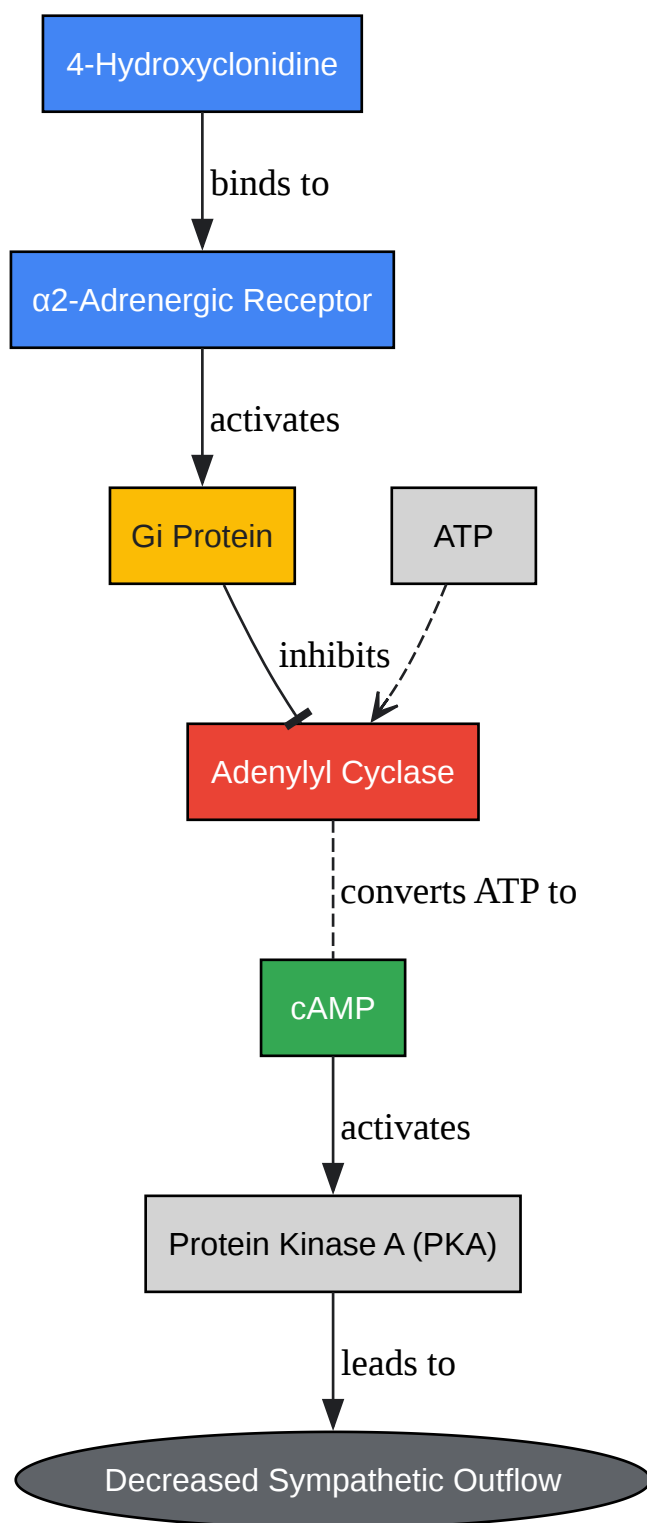 4-Hydroxyclonidine
binds to
α2-Adrenergic Receptor
activates
Gi Protein
ATP
inhibits
Adenylyl Cyclase
converts ATP to
cAMP
activates
Protein Kinase A (PKA)
leads to
Decreased Sympathetic Outflow